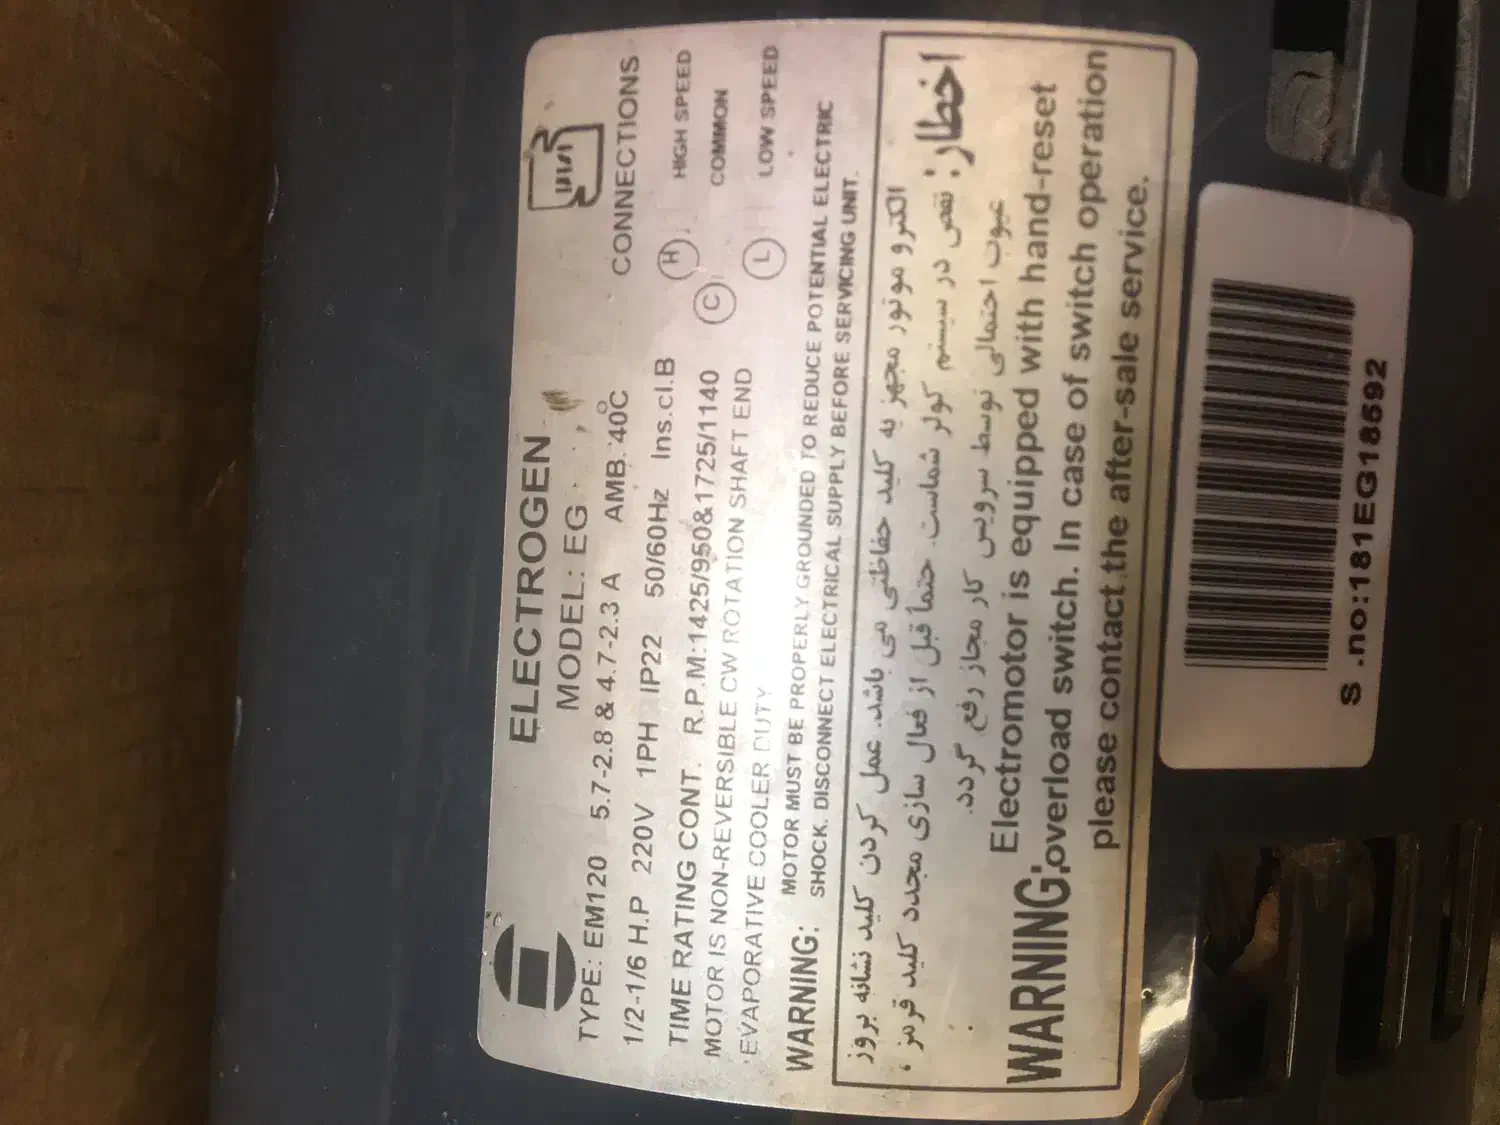 ELECTROGEN
MODEL: EG
TYPE: EM120 5.7-2.8 & 4.7-2.3 A AMB. 40°C
CONNECTIONS
1/2-1/6 H.P 220V 1PH IP22 50/60Hz Ins.cl.B
H HIGH SPEED
TIME RATING CONT. R.P.M:1425/950&1725/1140
C COMMON
MOTOR IS NON-REVERSIBLE CW ROTATION SHAFT END
L LOW SPEED
EVAPORATIVE COOLER DUTY
WARNING: MOTOR MUST BE PROPERLY GROUNDED TO REDUCE POTENTIAL ELECTRIC
SHOCK. DISCONNECT ELECTRICAL SUPPLY BEFORE SERVICING UNIT.
اخطار:
الکترو موتور مجهز به کلید حفاظتی می باشد. عمل کردن کلید نشانه بروز
نقص در سیستم کولر شماست. حتماً قبل از فعال سازی مجدد کلید قرمز ،
عیوب احتمالی توسط سرویس کار مجاز رفع گردد.
WARNING: Electromotor is equipped with hand-reset
overload switch. In case of switch operation
please contact the after-sale service.
S .no:181EG18592